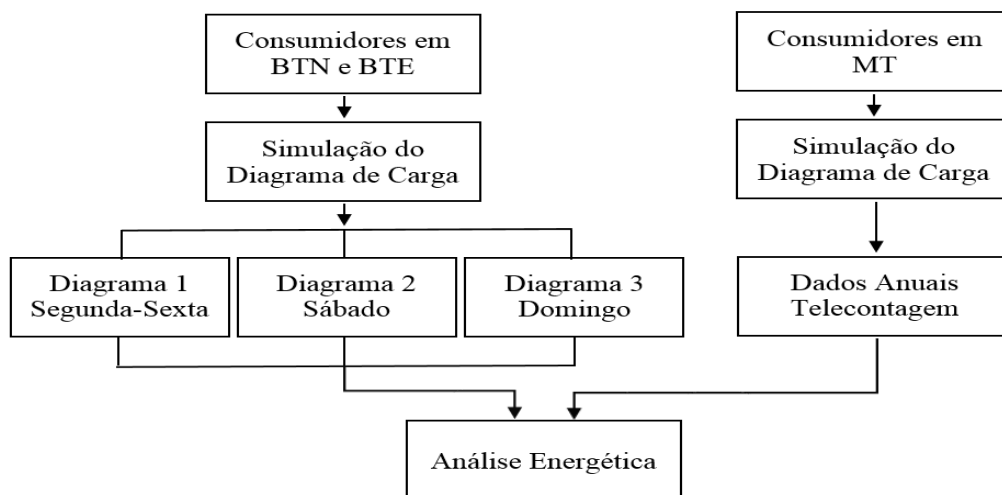 Consumidores em
BTN e BTE
Consumidores em
MT
Simulação do
Diagrama de Carga
Simulação do
Diagrama de Carga
Diagrama 1
Segunda-Sexta
Diagrama 2
Sábado
Diagrama 3
Domingo
Dados Anuais
Telecontagem
Análise Energética